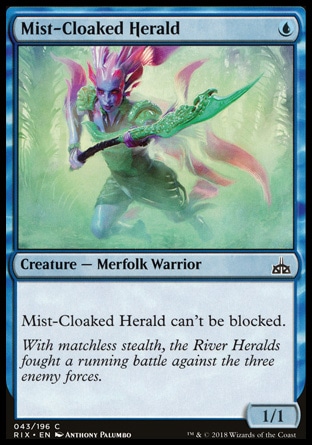 Mist-Cloaked Herald
Creature — Merfolk Warrior
Mist-Cloaked Herald can't be blocked.
With matchless stealth, the River Heralds
fought a running battle against the three
enemy forces.
1/1
043/196 C
RIX • EN Anthony Palumbo
™ & © 2018 Wizards of the Coast